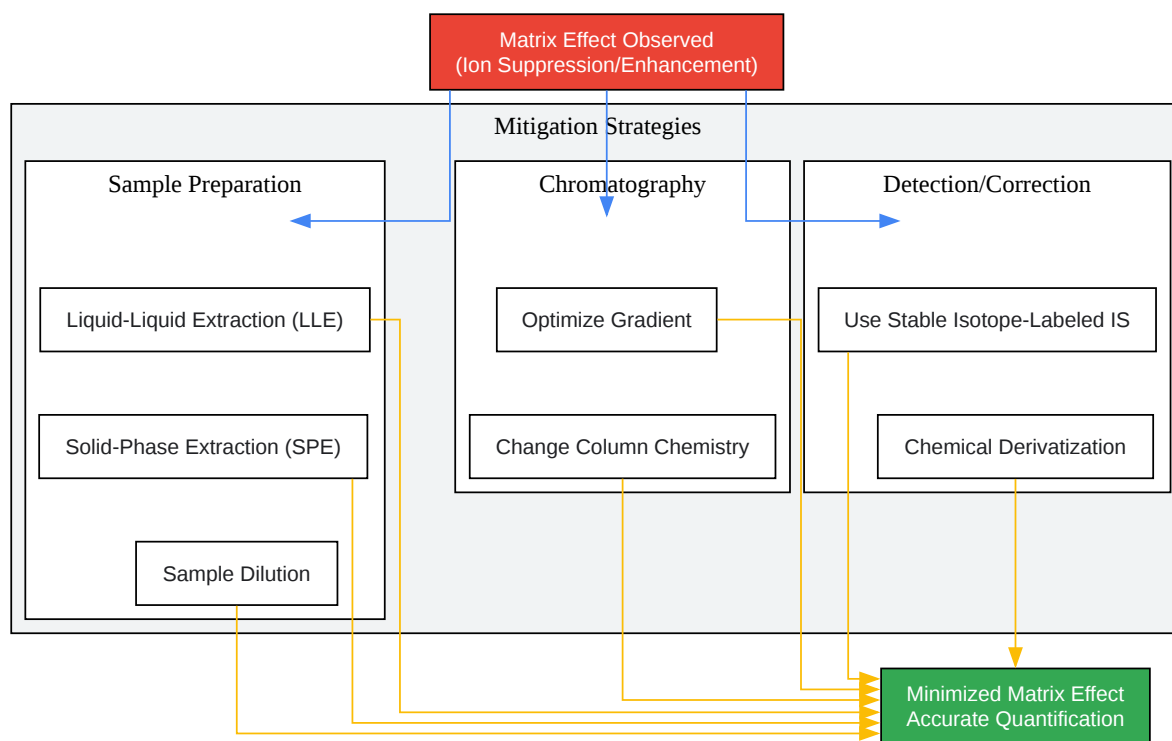 Matrix Effect Observed
(Ion Suppression/Enhancement)
Mitigation Strategies
Sample Preparation
Liquid-Liquid Extraction (LLE)
Solid-Phase Extraction (SPE)
Sample Dilution
Chromatography
Optimize Gradient
Change Column Chemistry
Detection/Correction
Use Stable Isotope-Labeled IS
Chemical Derivatization
Minimized Matrix Effect
Accurate Quantification